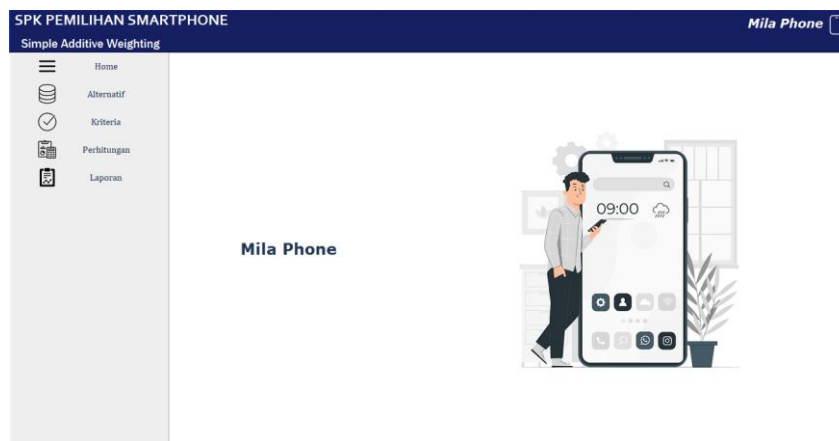 SPK PEMILIHAN SMARTPHONE
Mila Phone
Simple Additive Weighting
Home
Alternatif
Kriteria
Perhitungan
Laporan
Mila Phone
09:00